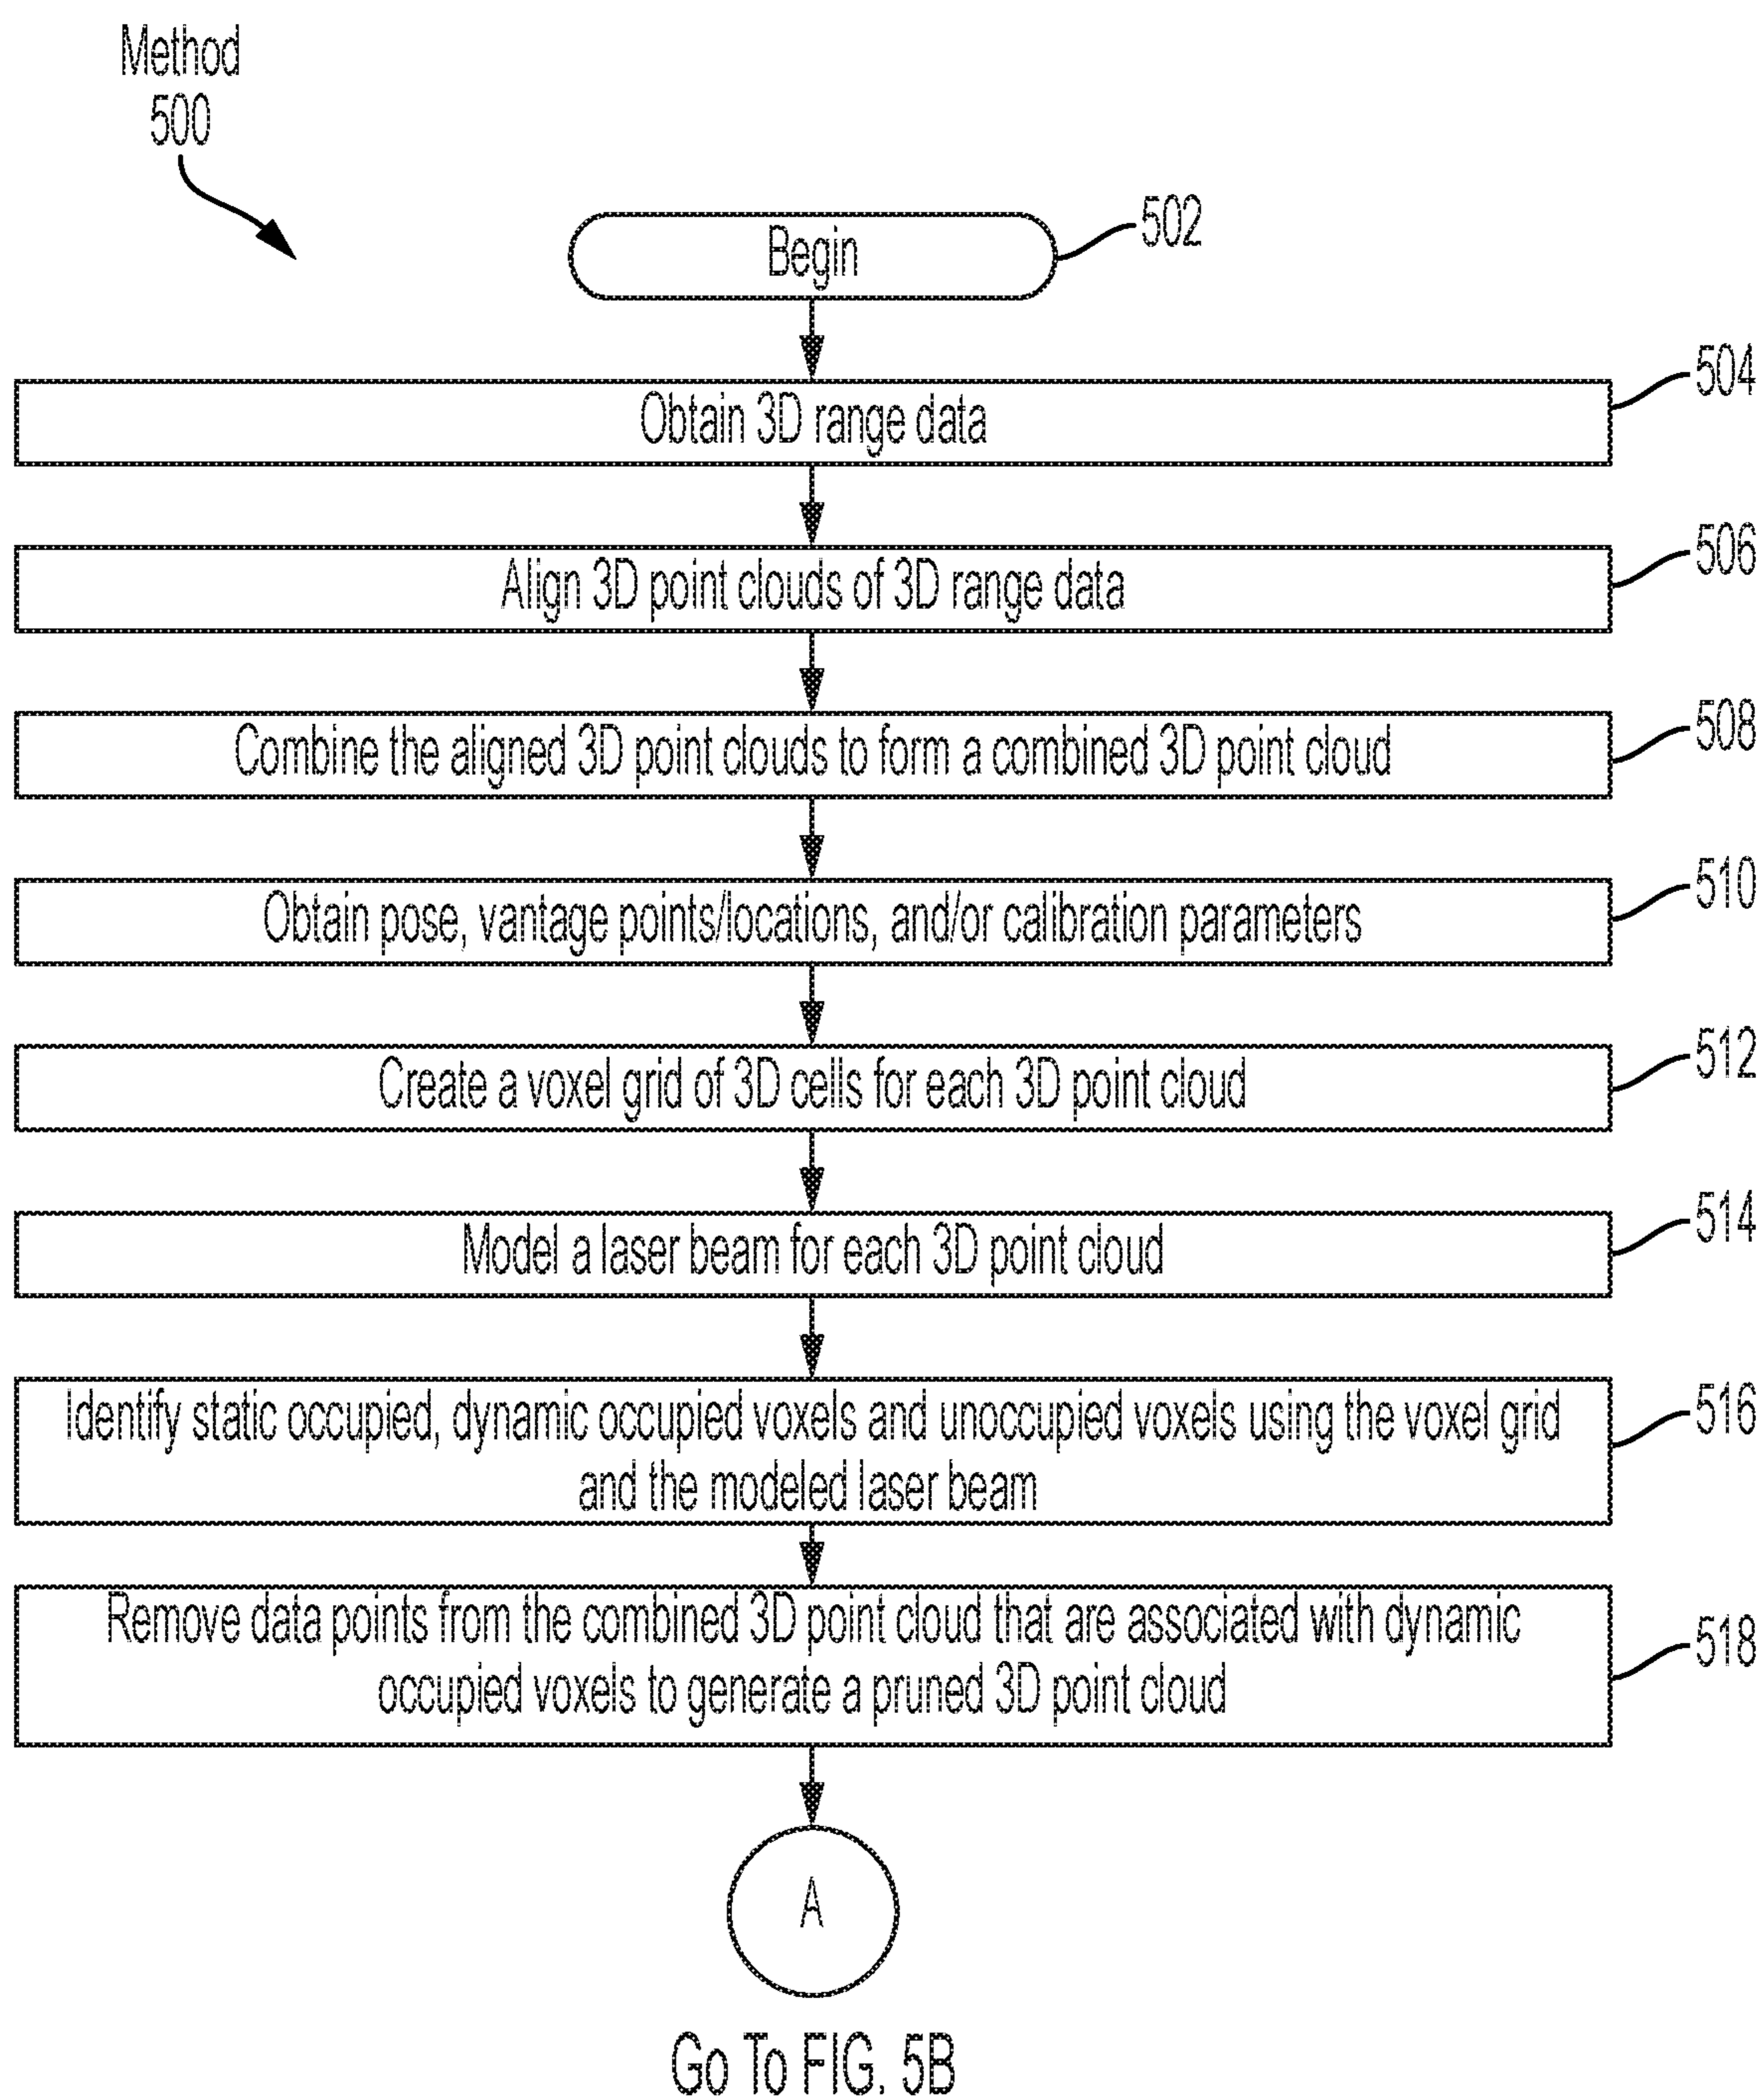 Method
500
Begin
502
Obtain 3D range data
504
Align 3D point clouds of 3D range data
506
Combine the aligned 3D point clouds to form a combined 3D point cloud
508
Obtain pose, vantage points/locations, and/or calibration parameters
510
Create a voxel grid of 3D cells for each 3D point cloud
512
Model a laser beam for each 3D point cloud
514
Identify static occupied, dynamic occupied voxels and unoccupied voxels using the voxel grid
and the modeled laser beam
516
Remove data points from the combined 3D point cloud that are associated with dynamic
occupied voxels to generate a pruned 3D point cloud
518
A
Go To FIG. 5B